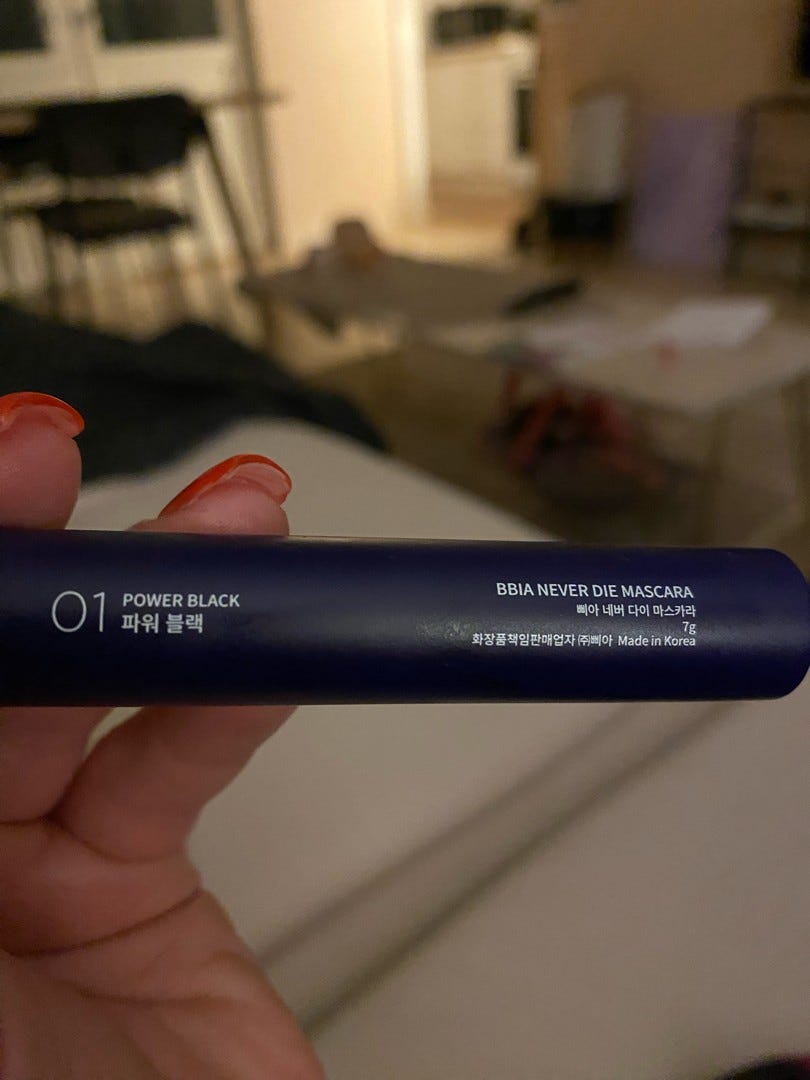 01 POWER BLACK
파워 블랙
BBIA NEVER DIE MASCARA
삐아 네버 다이 마스카라
7g
화장품책임판매업자 ㈜삐아 Made in Korea